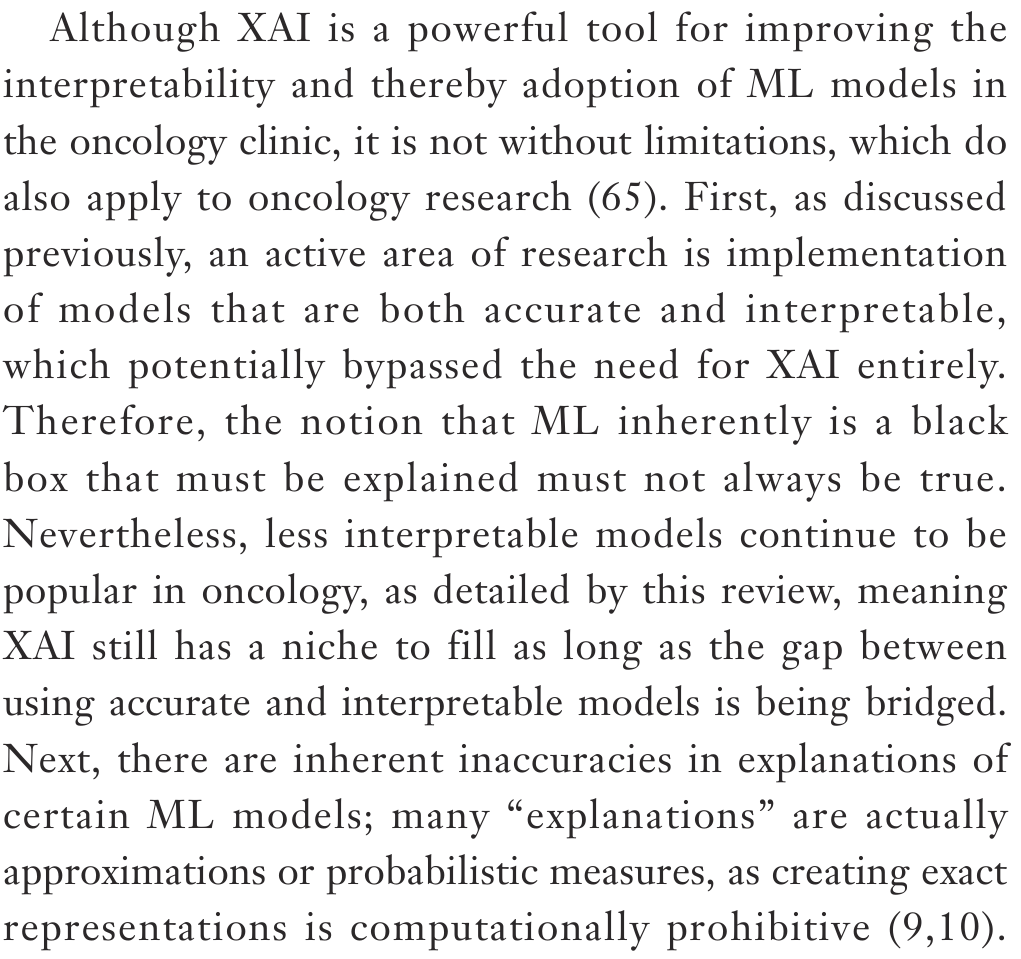 Although XAI is a powerful tool for improving the
interpretability and thereby adoption of ML models in
the oncology clinic, it is not without limitations, which do
also apply to oncology research (65). First, as discussed
previously, an active area of research is implementation
of models that are both accurate and interpretable,
which potentially bypassed the need for XAI entirely.
Therefore, the notion that ML inherently is a black
box that must be explained must not always be true.
Nevertheless, less interpretable models continue to be
popular in oncology, as detailed by this review, meaning
XAI still has a niche to fill as long as the gap between
using accurate and interpretable models is being bridged.
Next, there are inherent inaccuracies in explanations of
certain ML models; many “explanations” are actually
approximations or probabilistic measures, as creating exact
representations is computationally prohibitive (9,10).